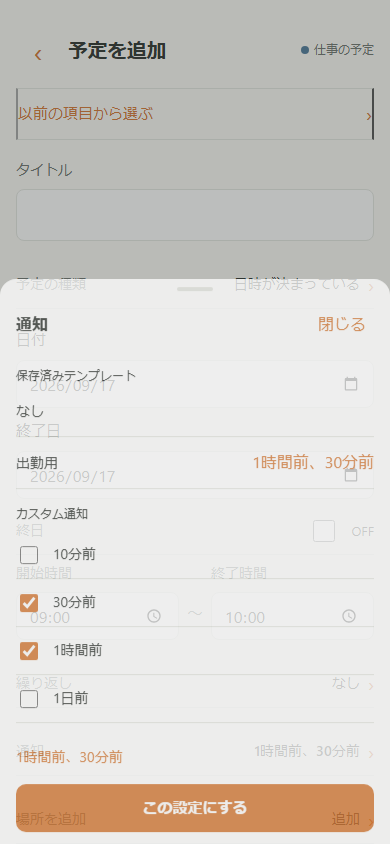 ‹ 予定を追加 仕事の予定
以前の項目から選ぶ ›
タイトル
予定の種類 日時が決まっている ›
通知 閉じる
日付
保存済みテンプレート
2026/09/17
なし
終了日
出勤用 1時間前、30分前
2026/09/17
カスタム通知
終日 OFF
10分前
開始時間 終了時間
30分前
09:00 ～ 10:00
1時間前
繰り返し なし ›
1日前
通知 1時間前、30分前 ›
1時間前、30分前
この設定にする
場所を追加 追加 ›